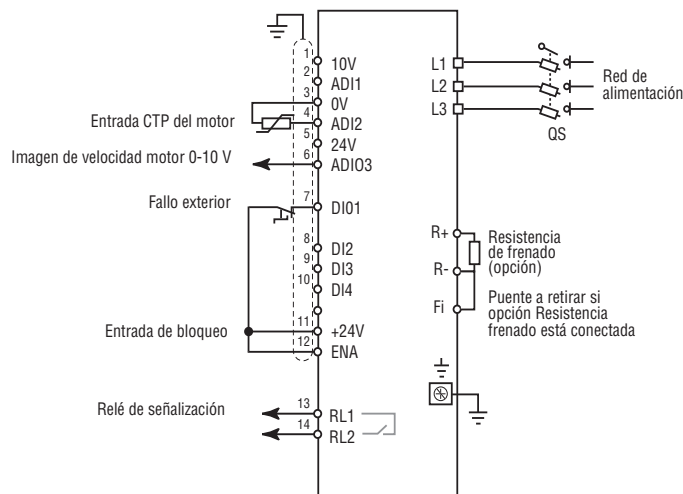 1
10V
2
ADI1
3
0V
Entrada CTP del motor
4
ADI2
5
24V
Imagen de velocidad motor 0-10 V
6
ADIO3
Fallo exterior
7
DI01
8
DI2
9
DI3
10
DI4
11
Entrada de bloqueo
+24V
12
ENA
Relé de señalización
13
RL1
14
RL2
L1
L2
L3
Red de
alimentación
QS
R+
R-
Fi
Resistencia
de frenado
(opción)
Puente a retirar si
opción Resistencia
frenado está conectada